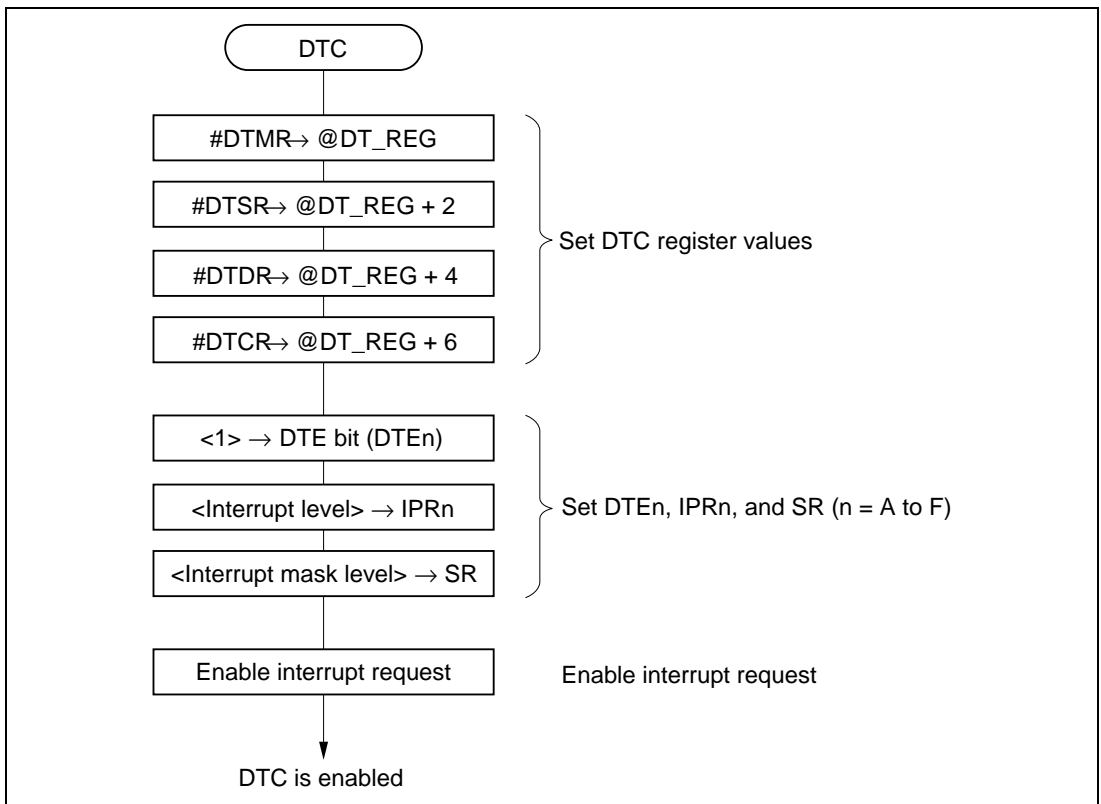 DTC
#DTMR→ @DT_REG
#DTSR→ @DT_REG + 2
#DTDR→ @DT_REG + 4
#DTCR→ @DT_REG + 6
Set DTC register values
<1> → DTE bit (DTEn)
<Interrupt level> → IPRn
<Interrupt mask level> → SR
Set DTEn, IPRn, and SR (n = A to F)
Enable interrupt request
Enable interrupt request
DTC is enabled